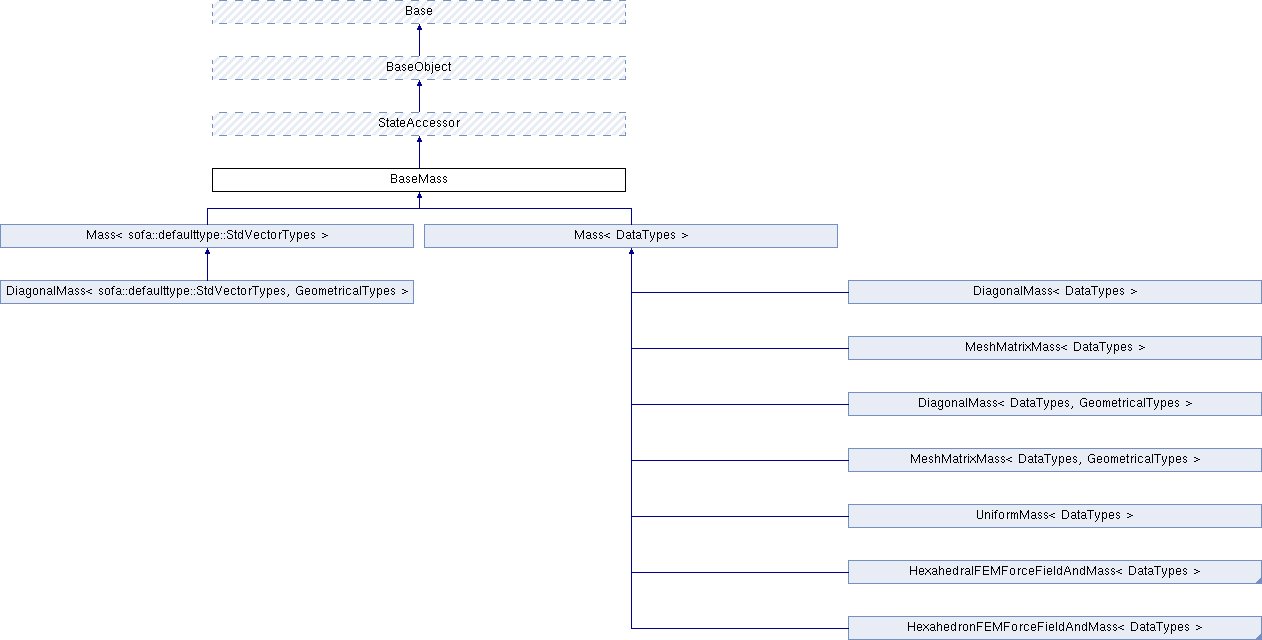 Base
BaseObject
StateAccessor
BaseMass
Mass< sofa::defaulttype::StdVectorTypes >
Mass< DataTypes >
DiagonalMass< sofa::defaulttype::StdVectorTypes, GeometricalTypes >
DiagonalMass< DataTypes >
MeshMatrixMass< DataTypes >
DiagonalMass< DataTypes, GeometricalTypes >
MeshMatrixMass< DataTypes, GeometricalTypes >
UniformMass< DataTypes >
HexahedralFEMForceFieldAndMass< DataTypes >
HexahedronFEMForceFieldAndMass< DataTypes >